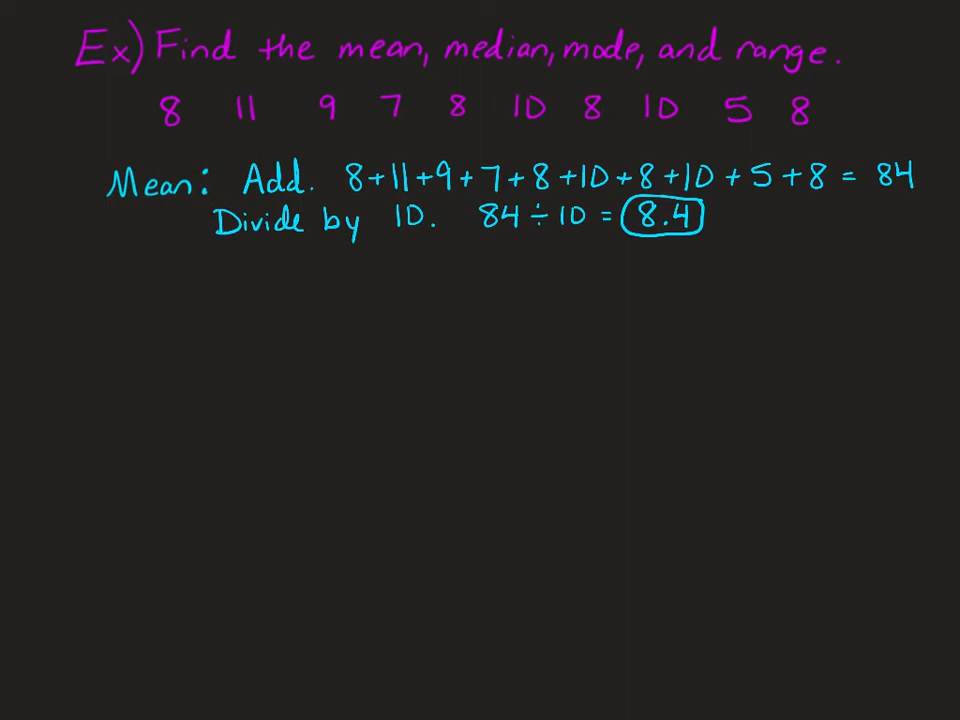 Ex) Find the mean, median, mode, and range.
8 11 9 7 8 10 8 10 5 8
Mean: Add. 8+11+9+7+8+10+8+10+5+8 = 84
Divide by 10. 84÷10 = 8.4